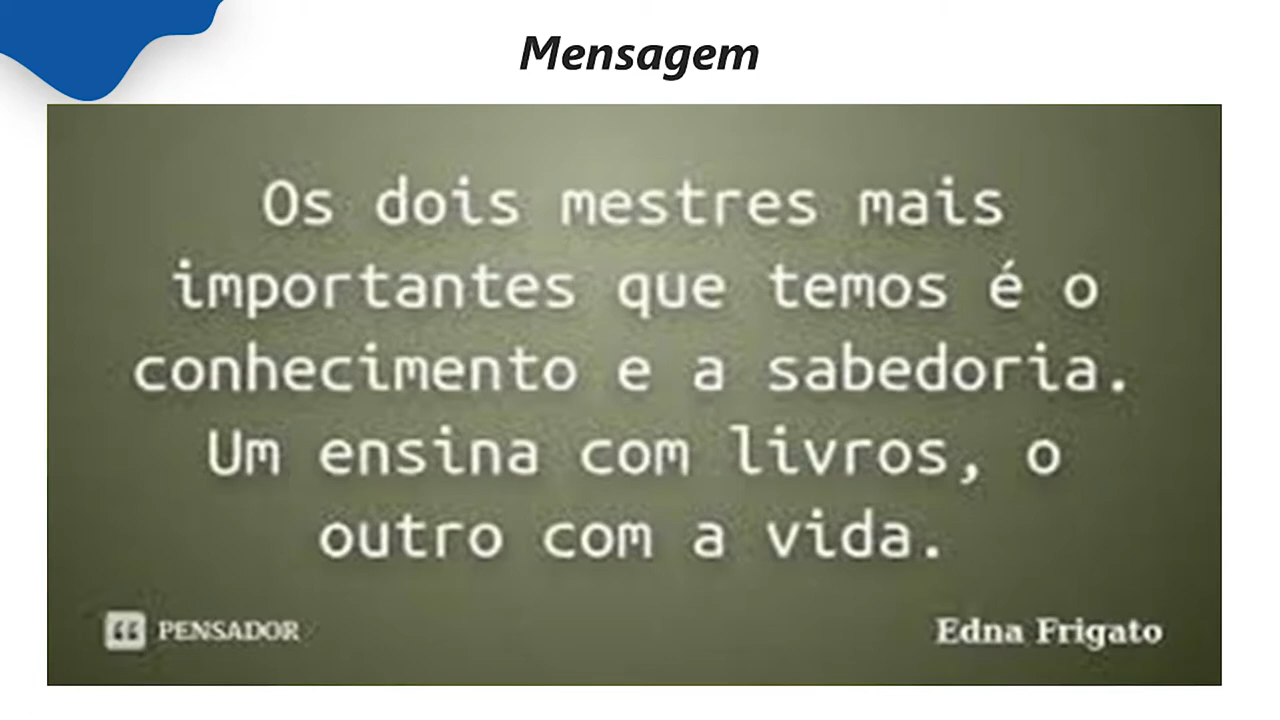 Mensagem
Os dois mestres mais
importantes que temos é o
conhecimento e a sabedoria.
Um ensina com livros, o
outro com a vida.
PENSADOR
Edna Frigato